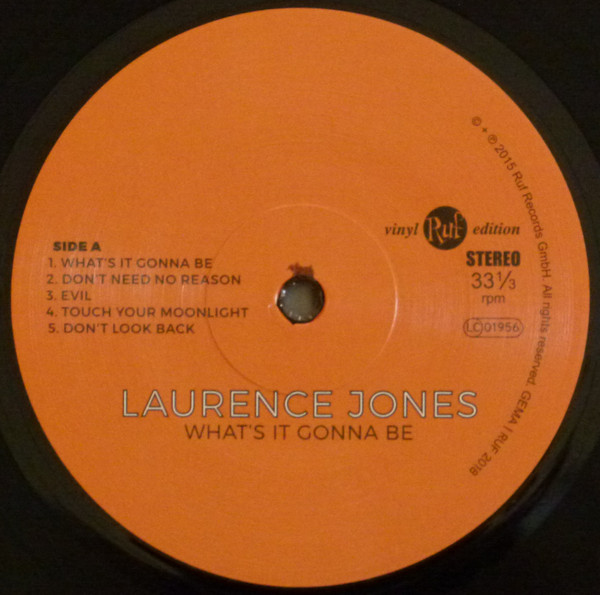 SIDE A
1. WHAT'S IT GONNA BE
2. DON'T NEED NO REASON
3. EVIL
4. TOUCH YOUR MOONLIGHT
5. DON'T LOOK BACK
vinyl Ruf edition
STEREO
33 1/3
rpm
LC 01956
© + ℗ 2015 Ruf Records GmbH. All rights reserved. GEMA | RUF 2018
LAURENCE JONES
WHAT'S IT GONNA BE